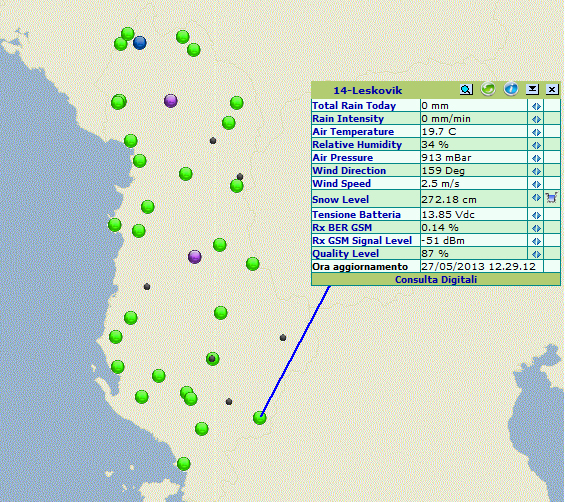 14-Leskovik
Total Rain Today 0 mm
Rain Intensity 0 mm/min
Air Temperature 19.7 C
Relative Humidity 34 %
Air Pressure 913 mBar
Wind Direction 159 Deg
Wind Speed 2.5 m/s
Snow Level 272.18 cm
Tensione Batteria 13.85 Vdc
Rx BER GSM 0.14 %
Rx GSM Signal Level -51 dBm
Quality Level 87 %
Ora aggiornamento 27/05/2013 12.29.12
Consulta Digitali